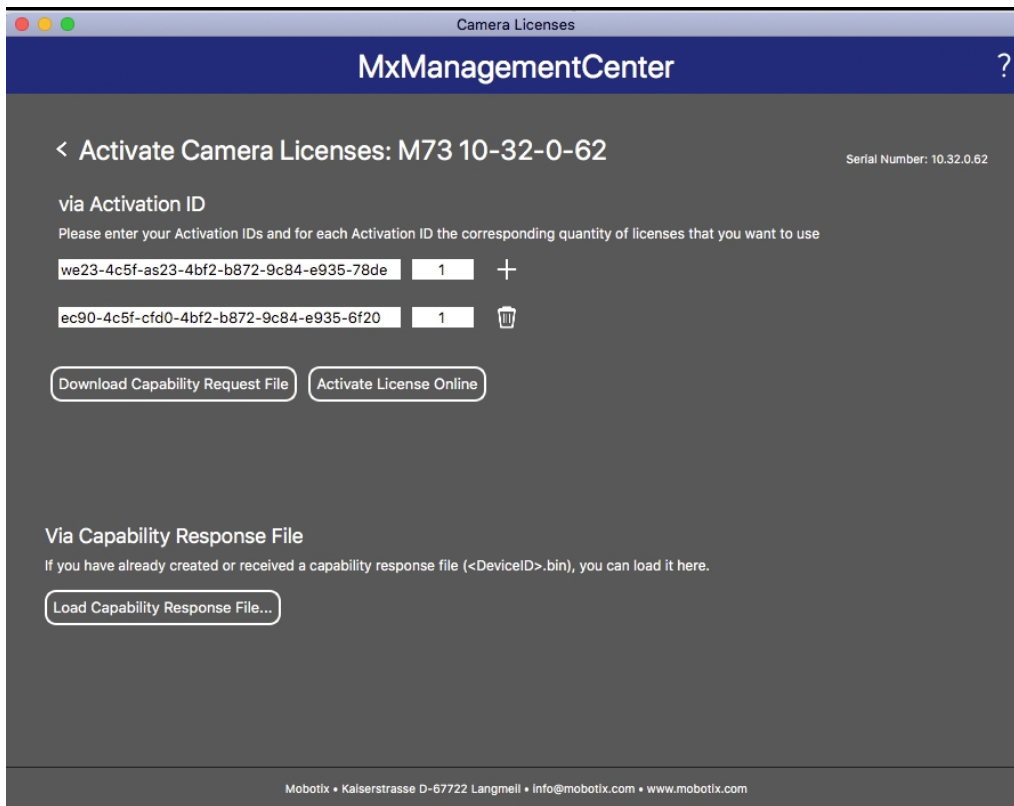 Camera Licenses
MxManagementCenter
?
< Activate Camera Licenses: M73 10-32-0-62
Serial Number: 10.32.0.62
via Activation ID
Please enter your Activation IDs and for each Activation ID the corresponding quantity of licenses that you want to use
we23-4c5f-as23-4bf2-b872-9c84-e935-78de 1
ec90-4c5f-cfd0-4bf2-b872-9c84-e935-6f20 1
Download Capability Request File Activate License Online
Via Capability Response File
If you have already created or received a capability response file (<DeviceID>.bin), you can load it here.
Load Capability Response File...
Mobotix • Kaiserstrasse D-67722 Langmeil • info@mobotix.com • www.mobotix.com